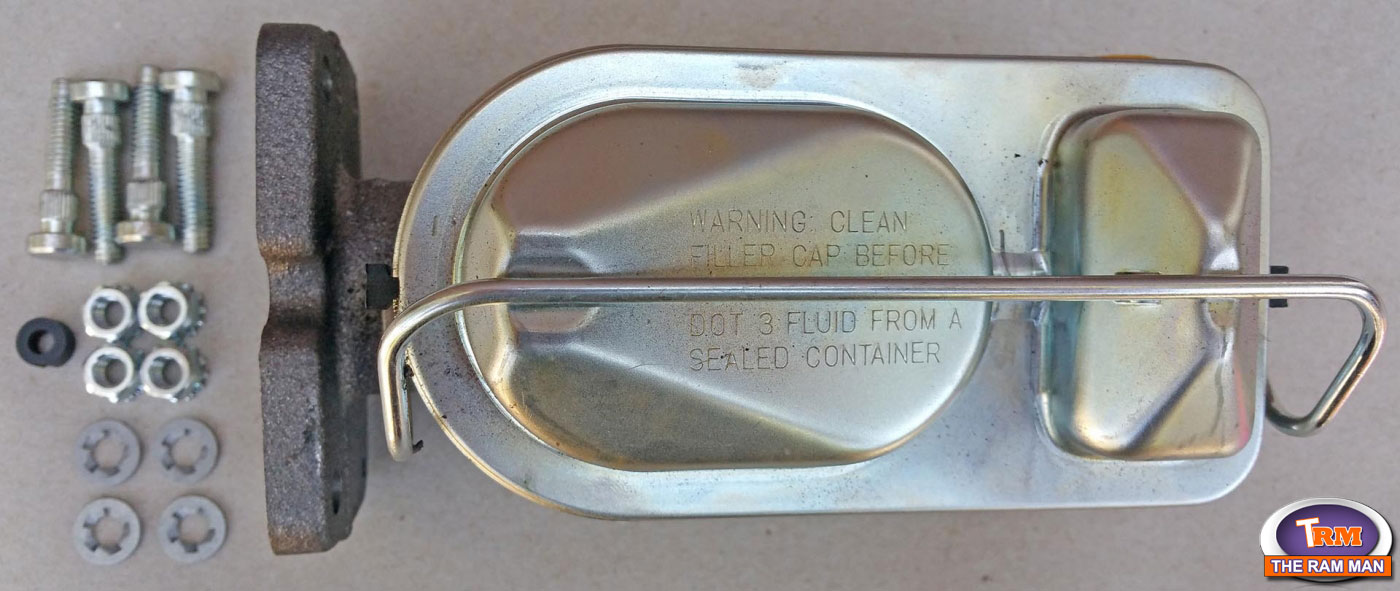 WARNING: CLEAN
FILLER CAP BEFORE
DOT 3 FLUID FROM A
SEALED CONTAINER
TRM
THE RAM MAN